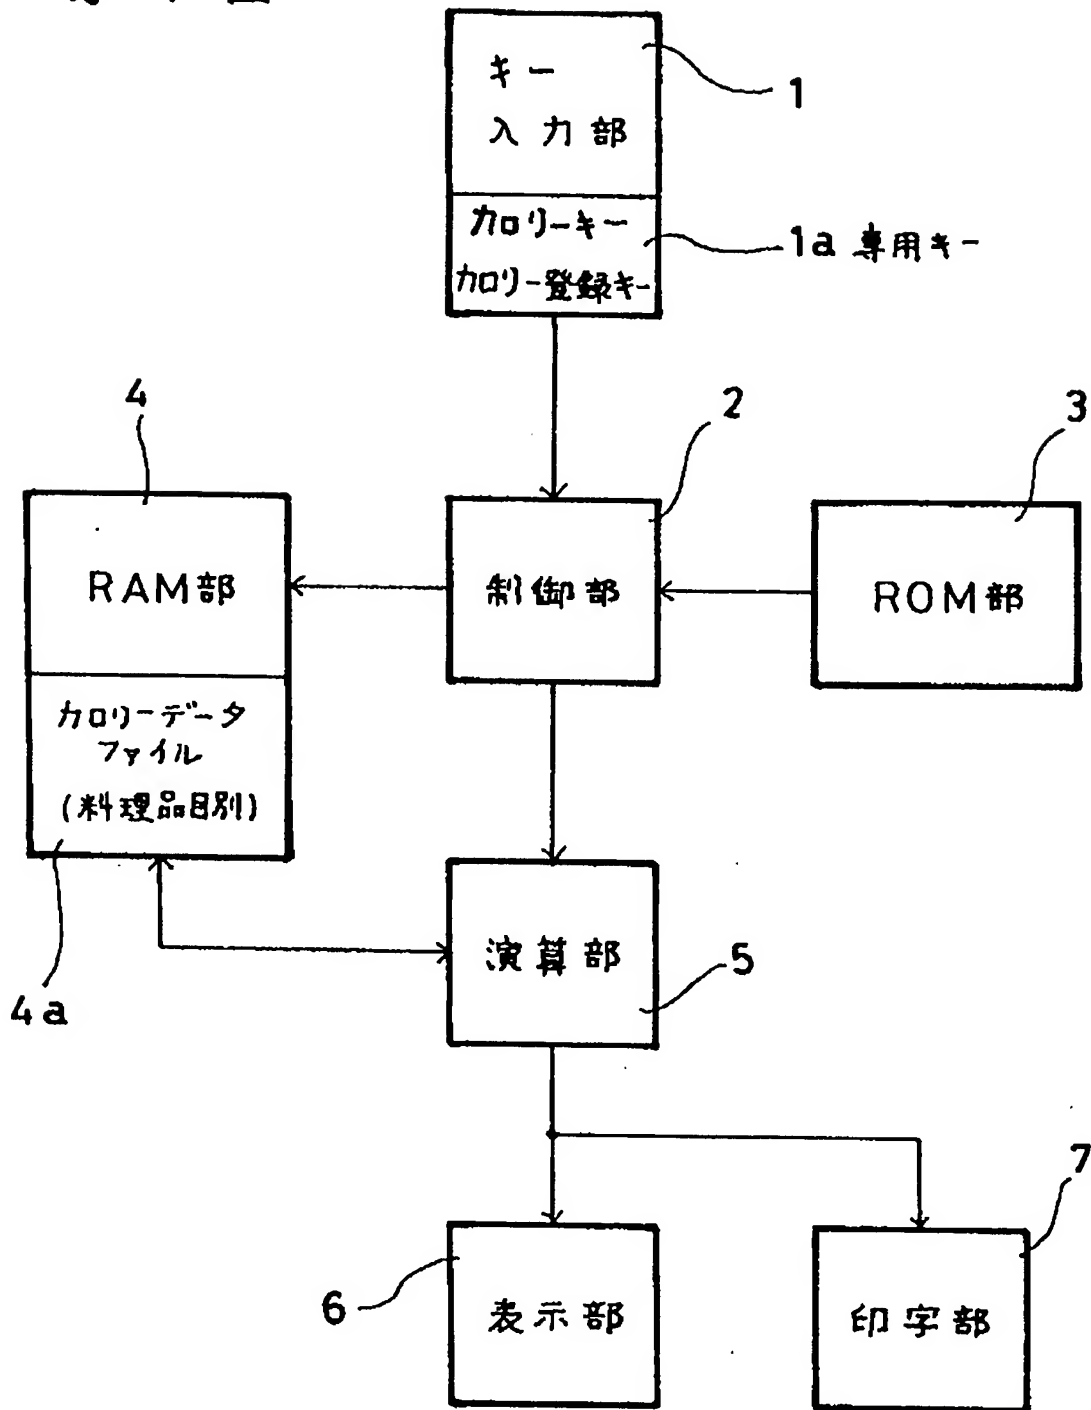 キー
入力部
1
カロリーキー
カロリー登録キー
1a 専用キー
4
2
3
RAM部
制御部
ROM部
カロリーデータ
ファイル
(料理品目別)
4a
演算部
5
6
表示部
7
印字部